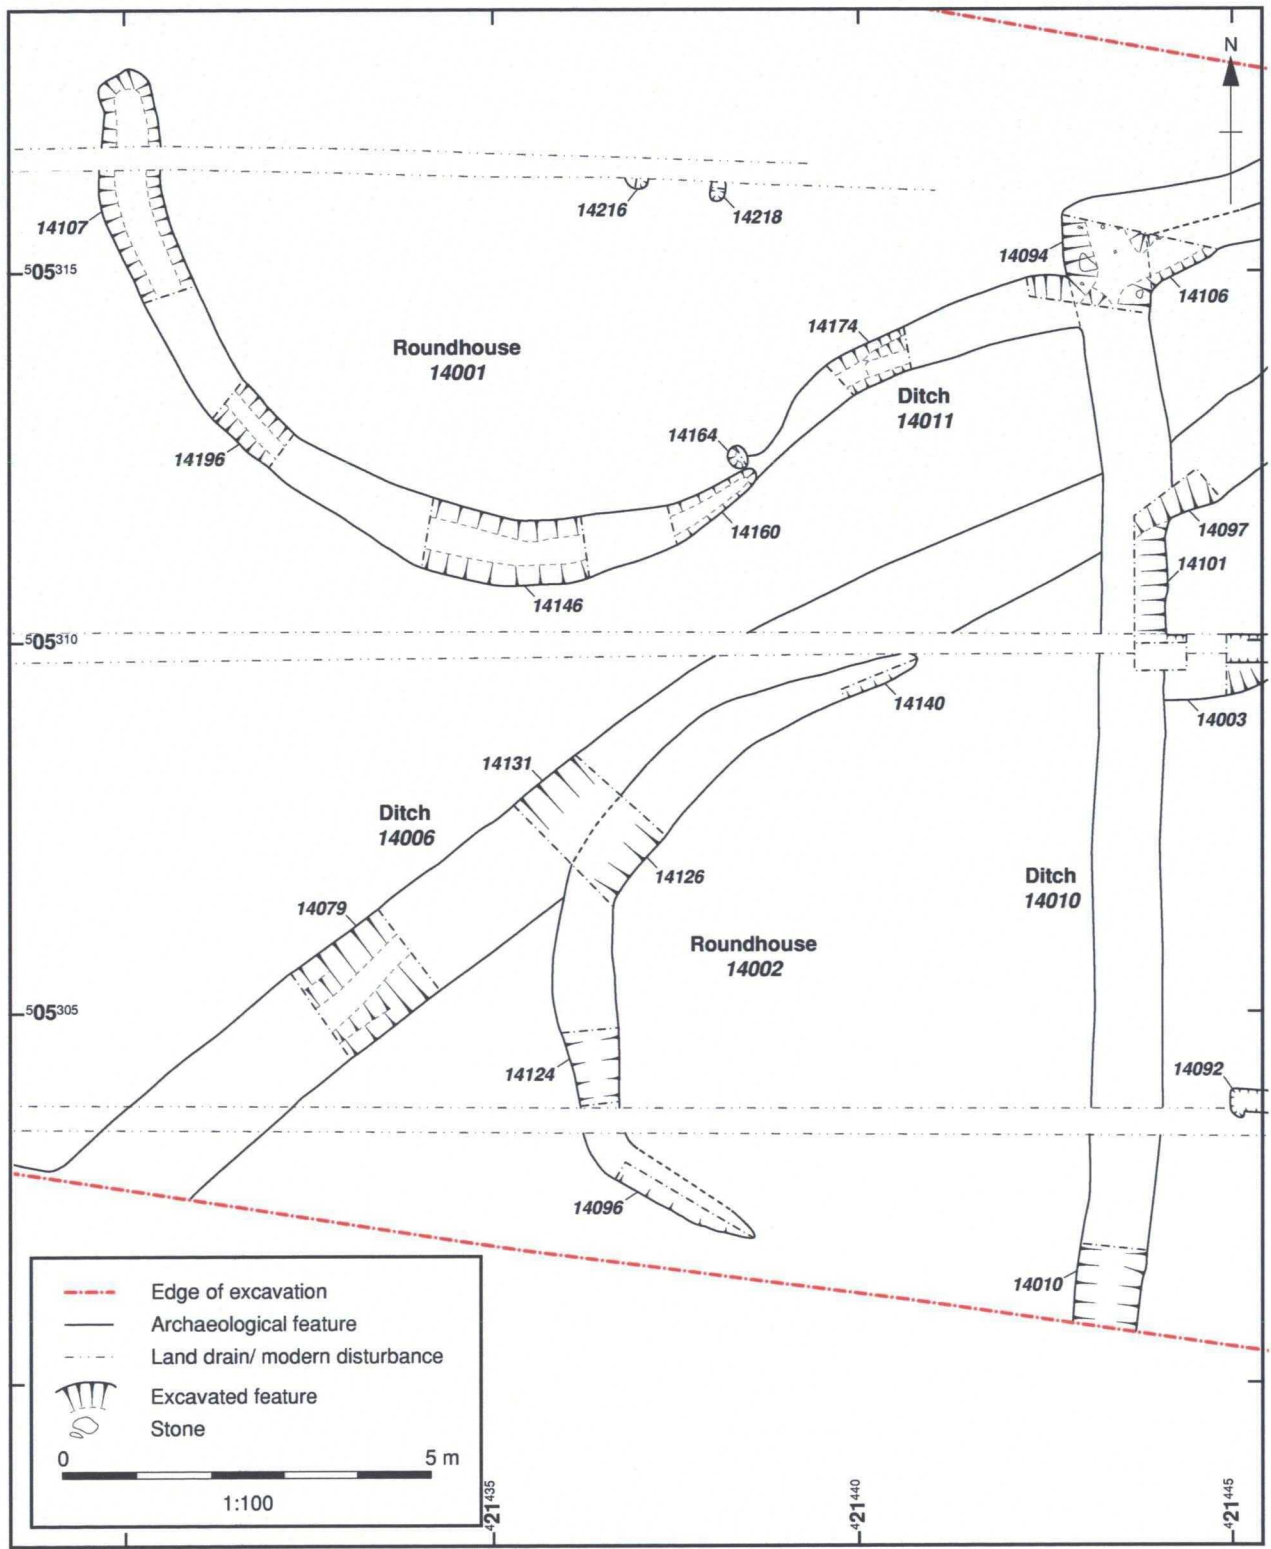 N
14107
14216
14218
14094
505315
14106
14174
Roundhouse
14001
Ditch
14011
14164
14196
14160
14097
14101
14146
505310
14140
14003
14131
Ditch
14006
14126
Ditch
14010
14079
Roundhouse
14002
505305
14124
14092
14096
14010
Edge of excavation
Archaeological feature
Land drain/ modern disturbance
Excavated feature
Stone
0 5 m
1:100
421435
421440
421445